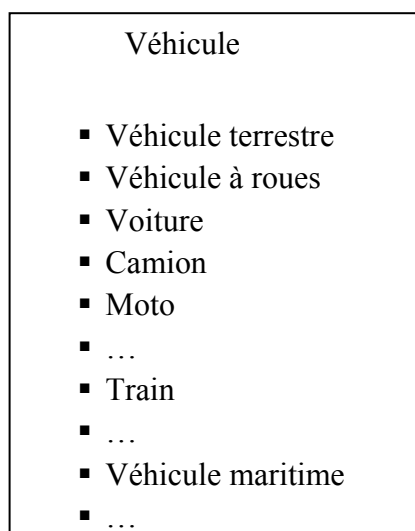 Véhicule
▪ Véhicule terrestre
▪ Véhicule à roues
▪ Voiture
▪ Camion
▪ Moto
▪ …
▪ Train
▪ …
▪ Véhicule maritime
▪ …